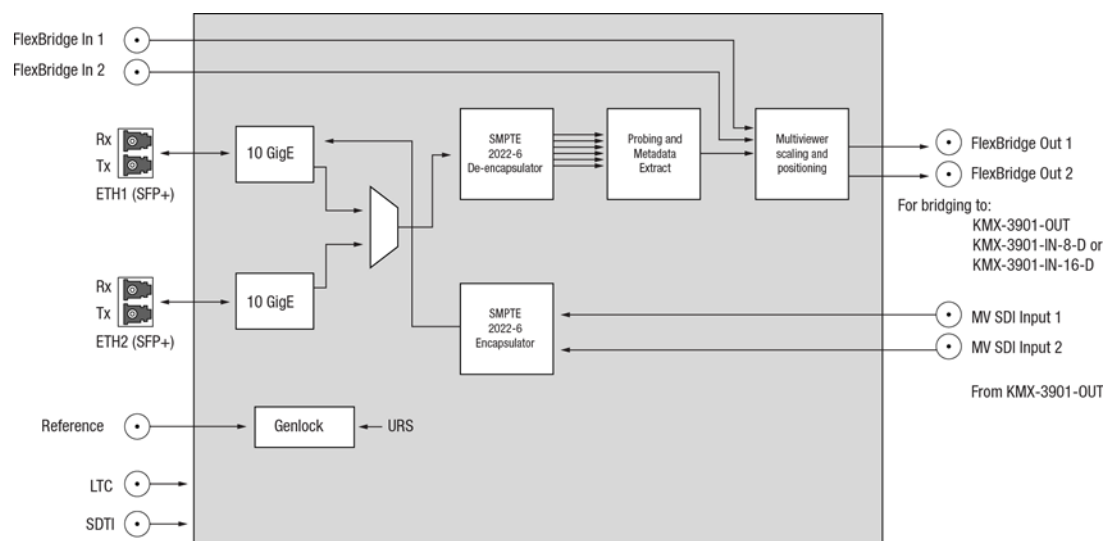 FlexBridge In 1
FlexBridge In 2
Rx
Tx
ETH1 (SFP+)
10 GigE
SMPTE
2022-6
De-encapsulator
Probing and
Metadata
Extract
Multiviewer
scaling and
positioning
FlexBridge Out 1
FlexBridge Out 2
For bridging to:
KMX-3901-OUT
KMX-3901-IN-8-D or
KMX-3901-IN-16-D
Rx
Tx
ETH2 (SFP+)
10 GigE
SMPTE
2022-6
Encapsulator
MV SDI Input 1
MV SDI Input 2
From KMX-3901-OUT
Reference
Genlock
URS
LTC
SDTI